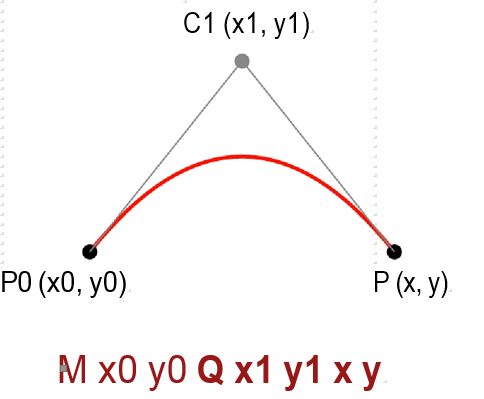 C1 (x1, y1)
P0 (x0, y0)
P (x, y)
M x0 y0 Q x1 y1 x y